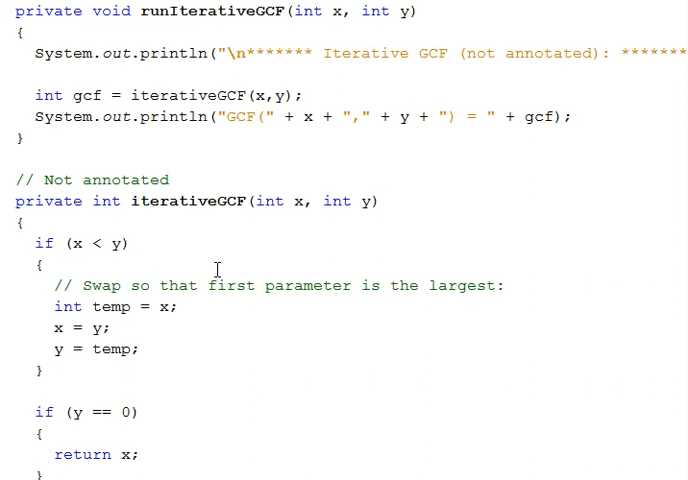 private void runIterativeGCF(int x, int y)
{
System.out.println("\n******* Iterative GCF (not annotated): *******
int gcf = iterativeGCF(x,y);
System.out.println("GCF(" + x + "," + y + ") = " + gcf);
}
// Not annotated
private int iterativeGCF(int x, int y)
{
if (x < y)
{
// Swap so that first parameter is the largest:
int temp = x;
x = y;
y = temp;
}
if (y == 0)
{
return x;
}